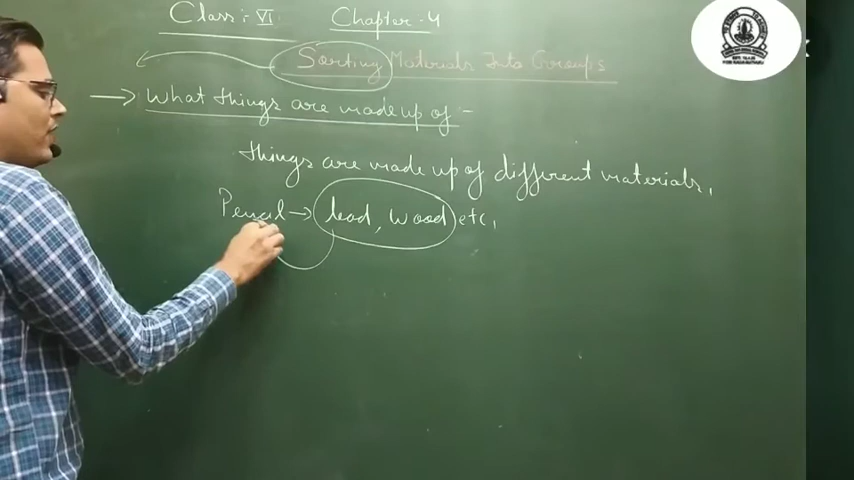 Class:- VI Chapter-4
Sorting Materials Into Groups
→ What things are made up of :-
things are made up of different materials,
Pencil → lead, wood etc,